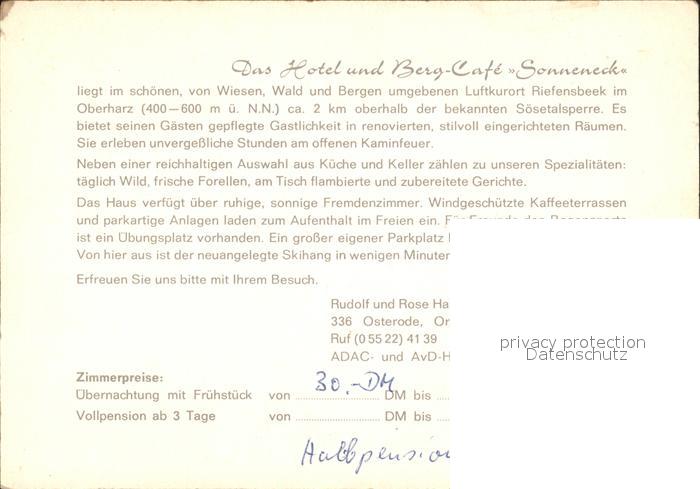 Das Hotel und Berg-Café »Sonneneck«
liegt im schönen, von Wiesen, Wald und Bergen umgebenen Luftkurort Riefensbeek im
Oberharz (400—600 m ü. N.N.) ca. 2 km oberhalb der bekannten Sösetalsperre. Es
bietet seinen Gästen gepflegte Gastlichkeit in renovierten, stilvoll eingerichteten Räumen.
Sie erleben unvergeßliche Stunden am offenen Kaminfeuer.
Neben einer reichhaltigen Auswahl aus Küche und Keller zählen zu unseren Spezialitäten:
täglich Wild, frische Forellen, am Tisch flambierte und zubereitete Gerichte.
Das Haus verfügt über ruhige, sonnige Fremdenzimmer. Windgeschützte Kaffeeterrassen
und parkartige Anlagen laden zum Aufenthalt im Freien ein.
ist ein Übungsplatz vorhanden. Ein großer eigener Parkplatz
Von hier aus ist der neuangelegte Skihang in wenigen Minuten
Erfreuen Sie uns bitte mit Ihrem Besuch.
Rudolf und Rose Ha
336 Osterode, Or
Ruf (0 55 22) 41 39
ADAC- und AvD-H
privacy protection
Datenschutz
Zimmerpreise:
30.-DM
Übernachtung mit Frühstück von ........ DM bis ....
Vollpension ab 3 Tage von ........ DM bis ....
Halbpension